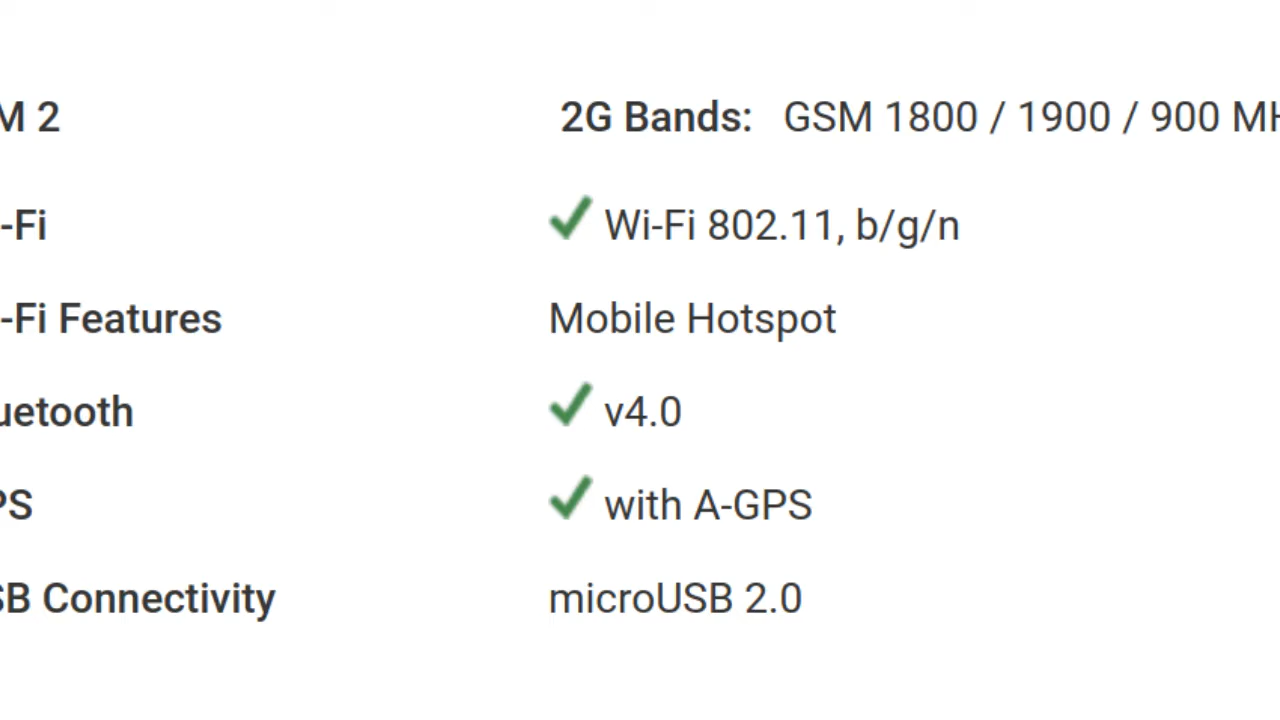 M 2 2G Bands: GSM 1800 / 1900 / 900 MH
-Fi Wi-Fi 802.11, b/g/n
-Fi Features Mobile Hotspot
uetooth v4.0
PS with A-GPS
SB Connectivity microUSB 2.0